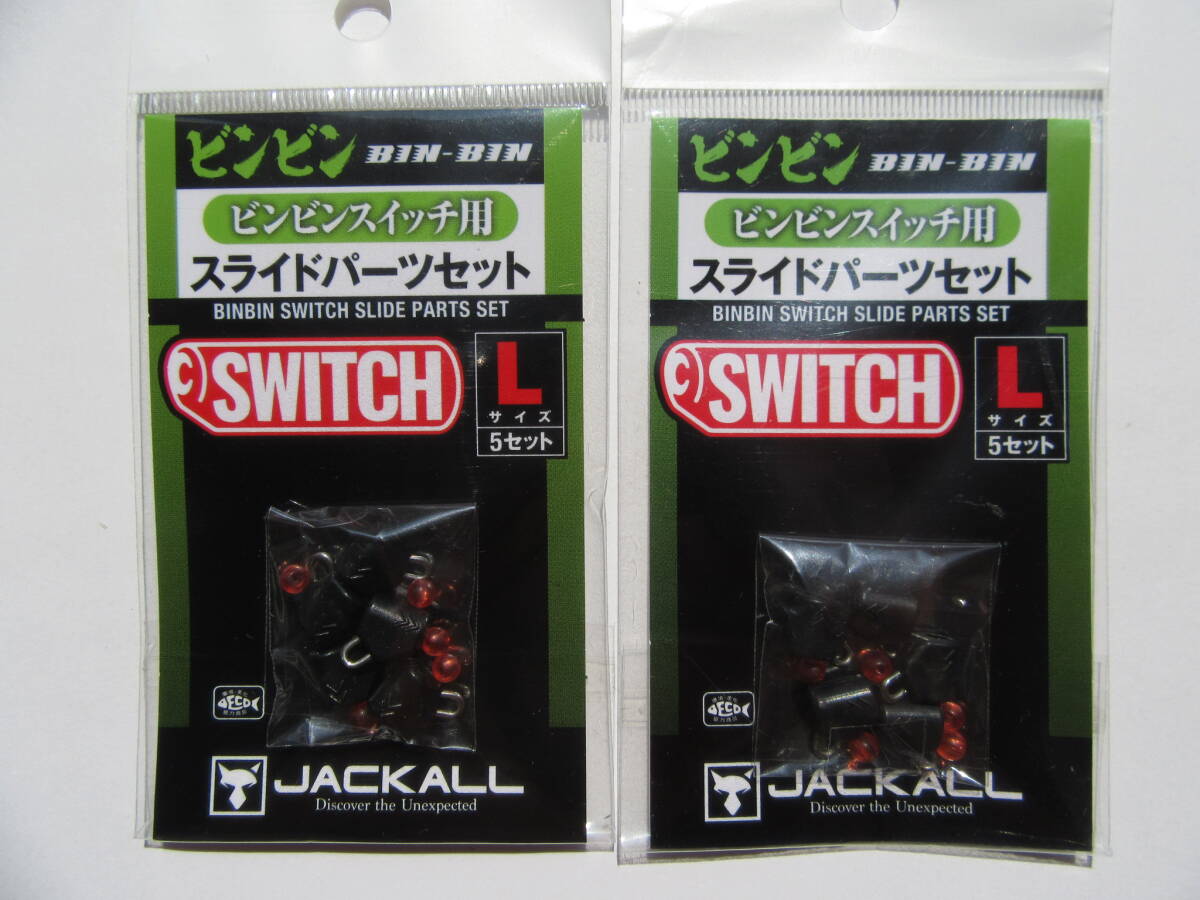 ビンビン BIN-BIN
ビンビンスイッチ用
スライドパーツセット
BINBIN SWITCH SLIDE PARTS SET
SWITCH
L
サイズ
5セット
ECO
JACKALL
Discover the Unexpected
ビンビン BIN-BIN
ビンビンスイッチ用
スライドパーツセット
BINBIN SWITCH SLIDE PARTS SET
SWITCH
L
サイズ
5セット
ECO
JACKALL
Discover the Unexpected